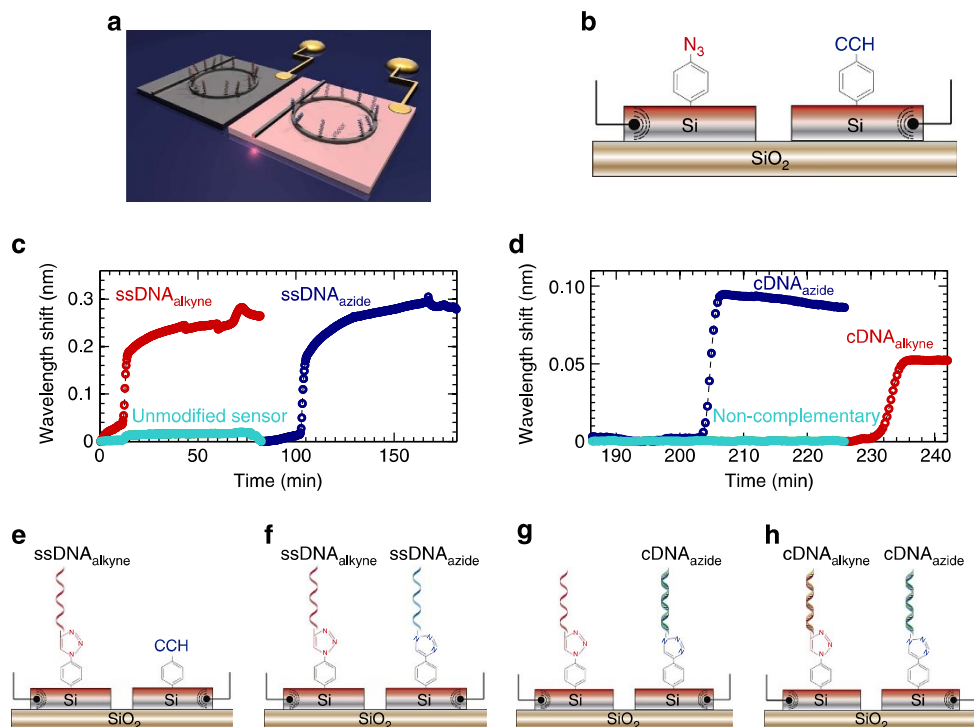 a
b
N3
CCH
Si
Si
SiO2
c
Wavelength shift (nm)
0.3
0.2
0.1
0
ssDNAalkyne
ssDNAazide
Unmodified sensor
0
50
100
150
Time (min)
d
Wavelength shift (nm)
0.10
0.05
0
cDNAazide
cDNAalkyne
Non-complementary
190
200
210
220
230
240
Time (min)
e
ssDNAalkyne
N
N
N
CCH
Si
Si
SiO2
f
ssDNAalkyne
ssDNAazide
N
N
N
N
N
N
Si
Si
SiO2
g
cDNAazide
N
N
N
N
N
N
Si
Si
SiO2
h
cDNAalkyne
cDNAazide
N
N
N
N
N
N
Si
Si
SiO2